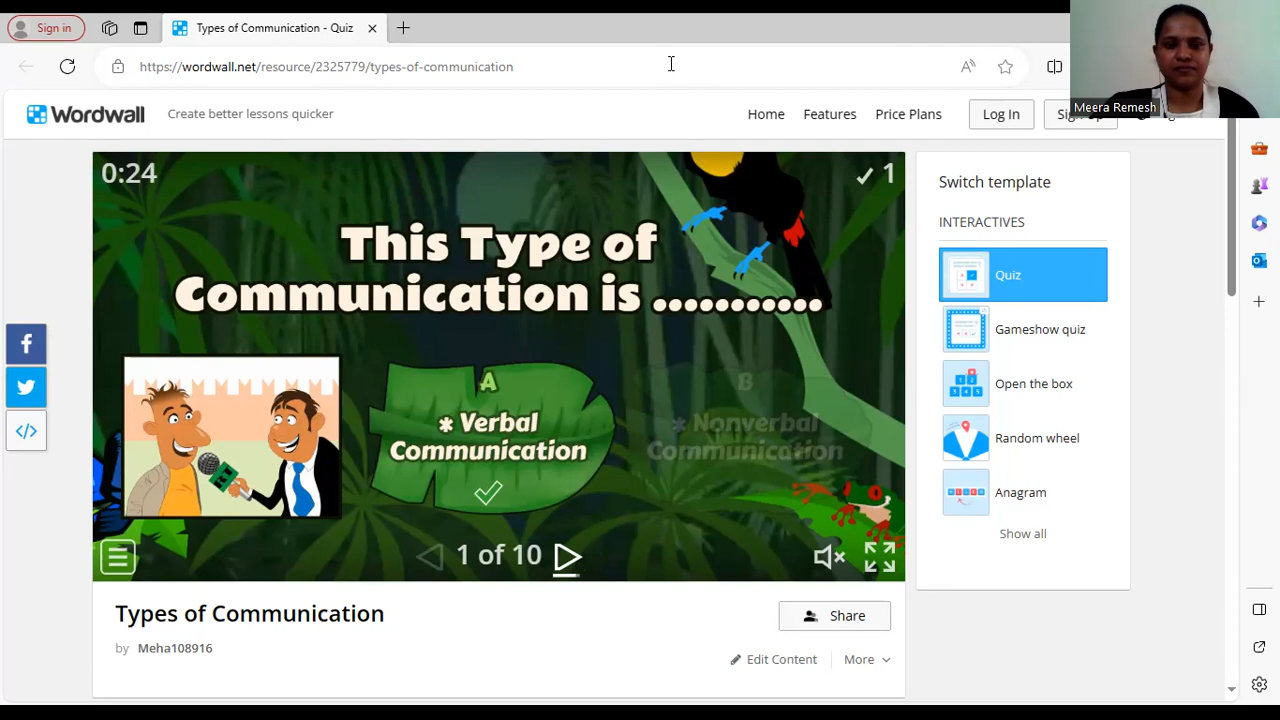 Sign in
Types of Communication - Quiz
https://wordwall.net/resource/2325779/types-of-communication
Meera Remesh
Wordwall
Create better lessons quicker
Home
Features
Price Plans
Log In
0:24
1
This Type of
Communication is ...........
A
* Verbal
Communication
B
* Nonverbal
Communication
1 of 10
Switch template
INTERACTIVES
Quiz
Gameshow quiz
Open the box
Random wheel
Anagram
Show all
Types of Communication
Share
by Meha108916
Edit Content
More